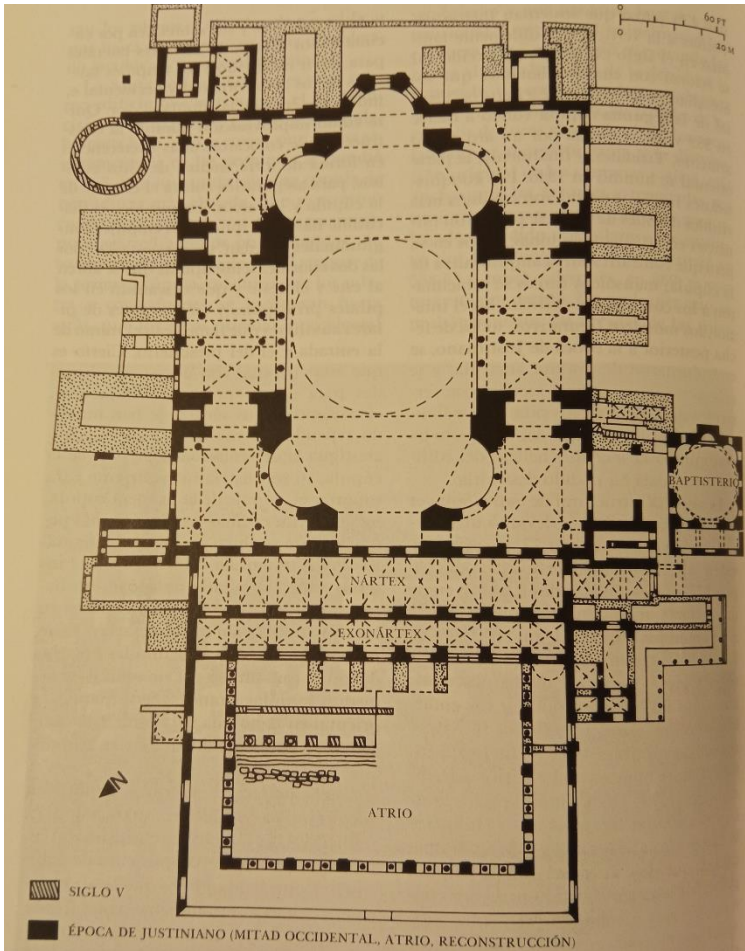 0 60 FT
0 20 M
BAPTISTERIO
NÁRTEX
EXONÁRTEX
N
ATRIO
SIGLO V
ÉPOCA DE JUSTINIANO (MITAD OCCIDENTAL, ATRIO, RECONSTRUCCIÓN)